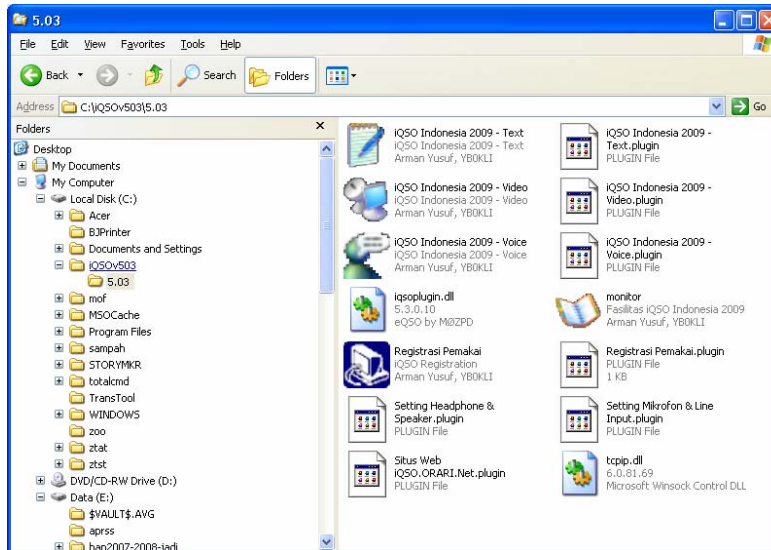 5.03
File Edit View Favorites Tools Help
Back Search Folders
Address C:\iQSOv503\5.03 Go
Folders
Desktop
My Documents
My Computer
Local Disk (C:)
Acer
BJPrinter
Documents and Settings
iQSOv503
5.03
mof
MSOCache
Program Files
sampah
STORYMKR
totalcmd
TransTool
WINDOWS
zoo
ztat
ztst
DVD/CD-RW Drive (D:)
Data (E:)
$VAULT$.AVG
aprss
ban2007-2008-jadi
iQSO Indonesia 2009 - Text
iQSO Indonesia 2009 - Text
Arman Yusuf, YB0KLI
iQSO Indonesia 2009 -
Text.plugin
PLUGIN File
iQSO Indonesia 2009 - Video
iQSO Indonesia 2009 - Video
Arman Yusuf, YB0KLI
iQSO Indonesia 2009 -
Video.plugin
PLUGIN File
iQSO Indonesia 2009 - Voice
iQSO Indonesia 2009 - Voice
Arman Yusuf, YB0KLI
iQSO Indonesia 2009 -
Voice.plugin
PLUGIN File
iqsoplugin.dll
5.3.0.10
eQSO by MØZPD
monitor
Fasilitas iQSO Indonesia 2009
Arman Yusuf, YB0KLI
Registrasi Pemakai
iQSO Registration
Arman Yusuf, YB0KLI
Registrasi Pemakai.plugin
PLUGIN File
1 KB
Setting Headphone &
Speaker.plugin
PLUGIN File
Setting Mikrofon & Line
Input.plugin
PLUGIN File
Situs Web
iQSO.ORARI.Net.plugin
PLUGIN File
tcpip.dll
6.0.81.69
Microsoft Winsock Control DLL